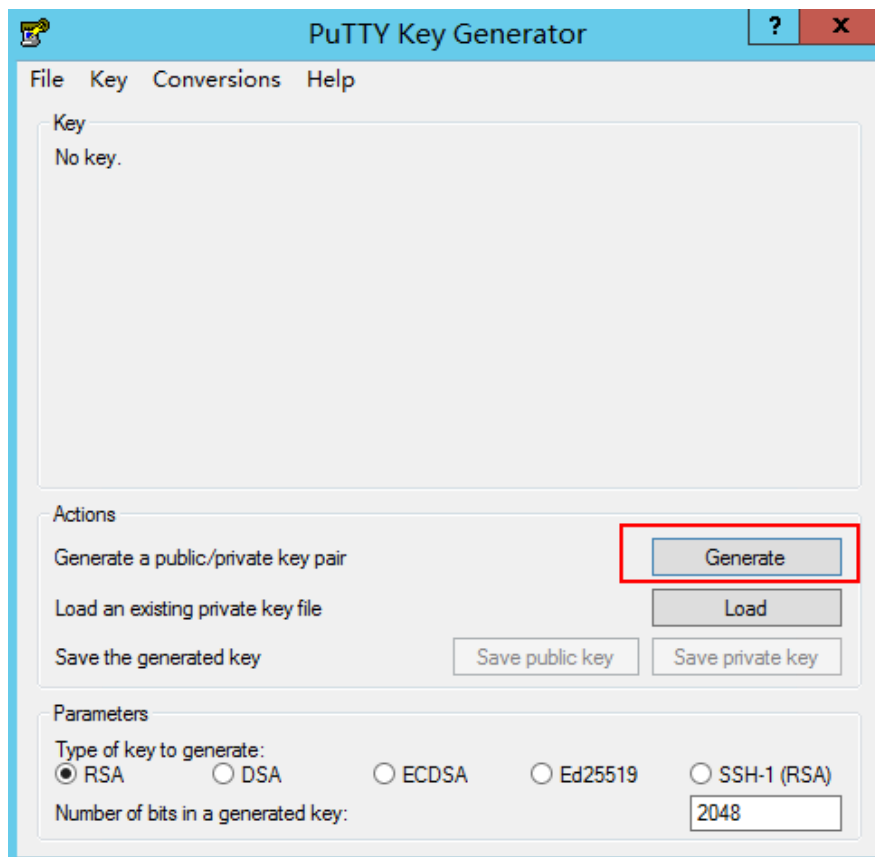 PuTTY Key Generator ? x
File Key Conversions Help
Key
No key.
Actions
Generate a public/private key pair Generate
Load an existing private key file Load
Save the generated key Save public key Save private key
Parameters
Type of key to generate:
RSA DSA ECDSA Ed25519 SSH-1 (RSA)
Number of bits in a generated key: 2048